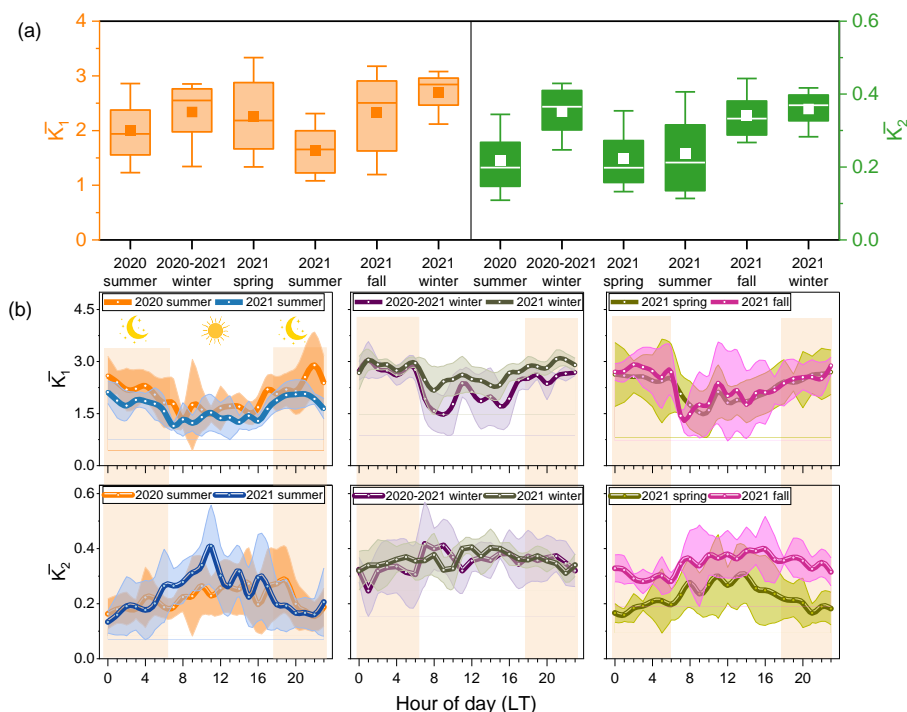 (a)
4
3
2
1
0
K̄₁
0.6
0.4
0.2
0
K̄₂
2020 summer
2020-2021 winter
2021 spring
2021 summer
2021 fall
2021 winter
2020 summer
2020-2021 winter
2021 spring
2021 summer
2021 fall
2021 winter
(b)
2020 summer 2021 summer
2020-2021 winter 2021 winter
2021 spring 2021 fall
4.5
3.0
1.5
0.0
K̄₁
2020 summer 2021 summer
2020-2021 winter 2021 winter
2021 spring 2021 fall
0.6
0.4
0.2
0.0
K̄₂
0 4 8 12 16 20
0 4 8 12 16 20
0 4 8 12 16 20
Hour of day (LT)